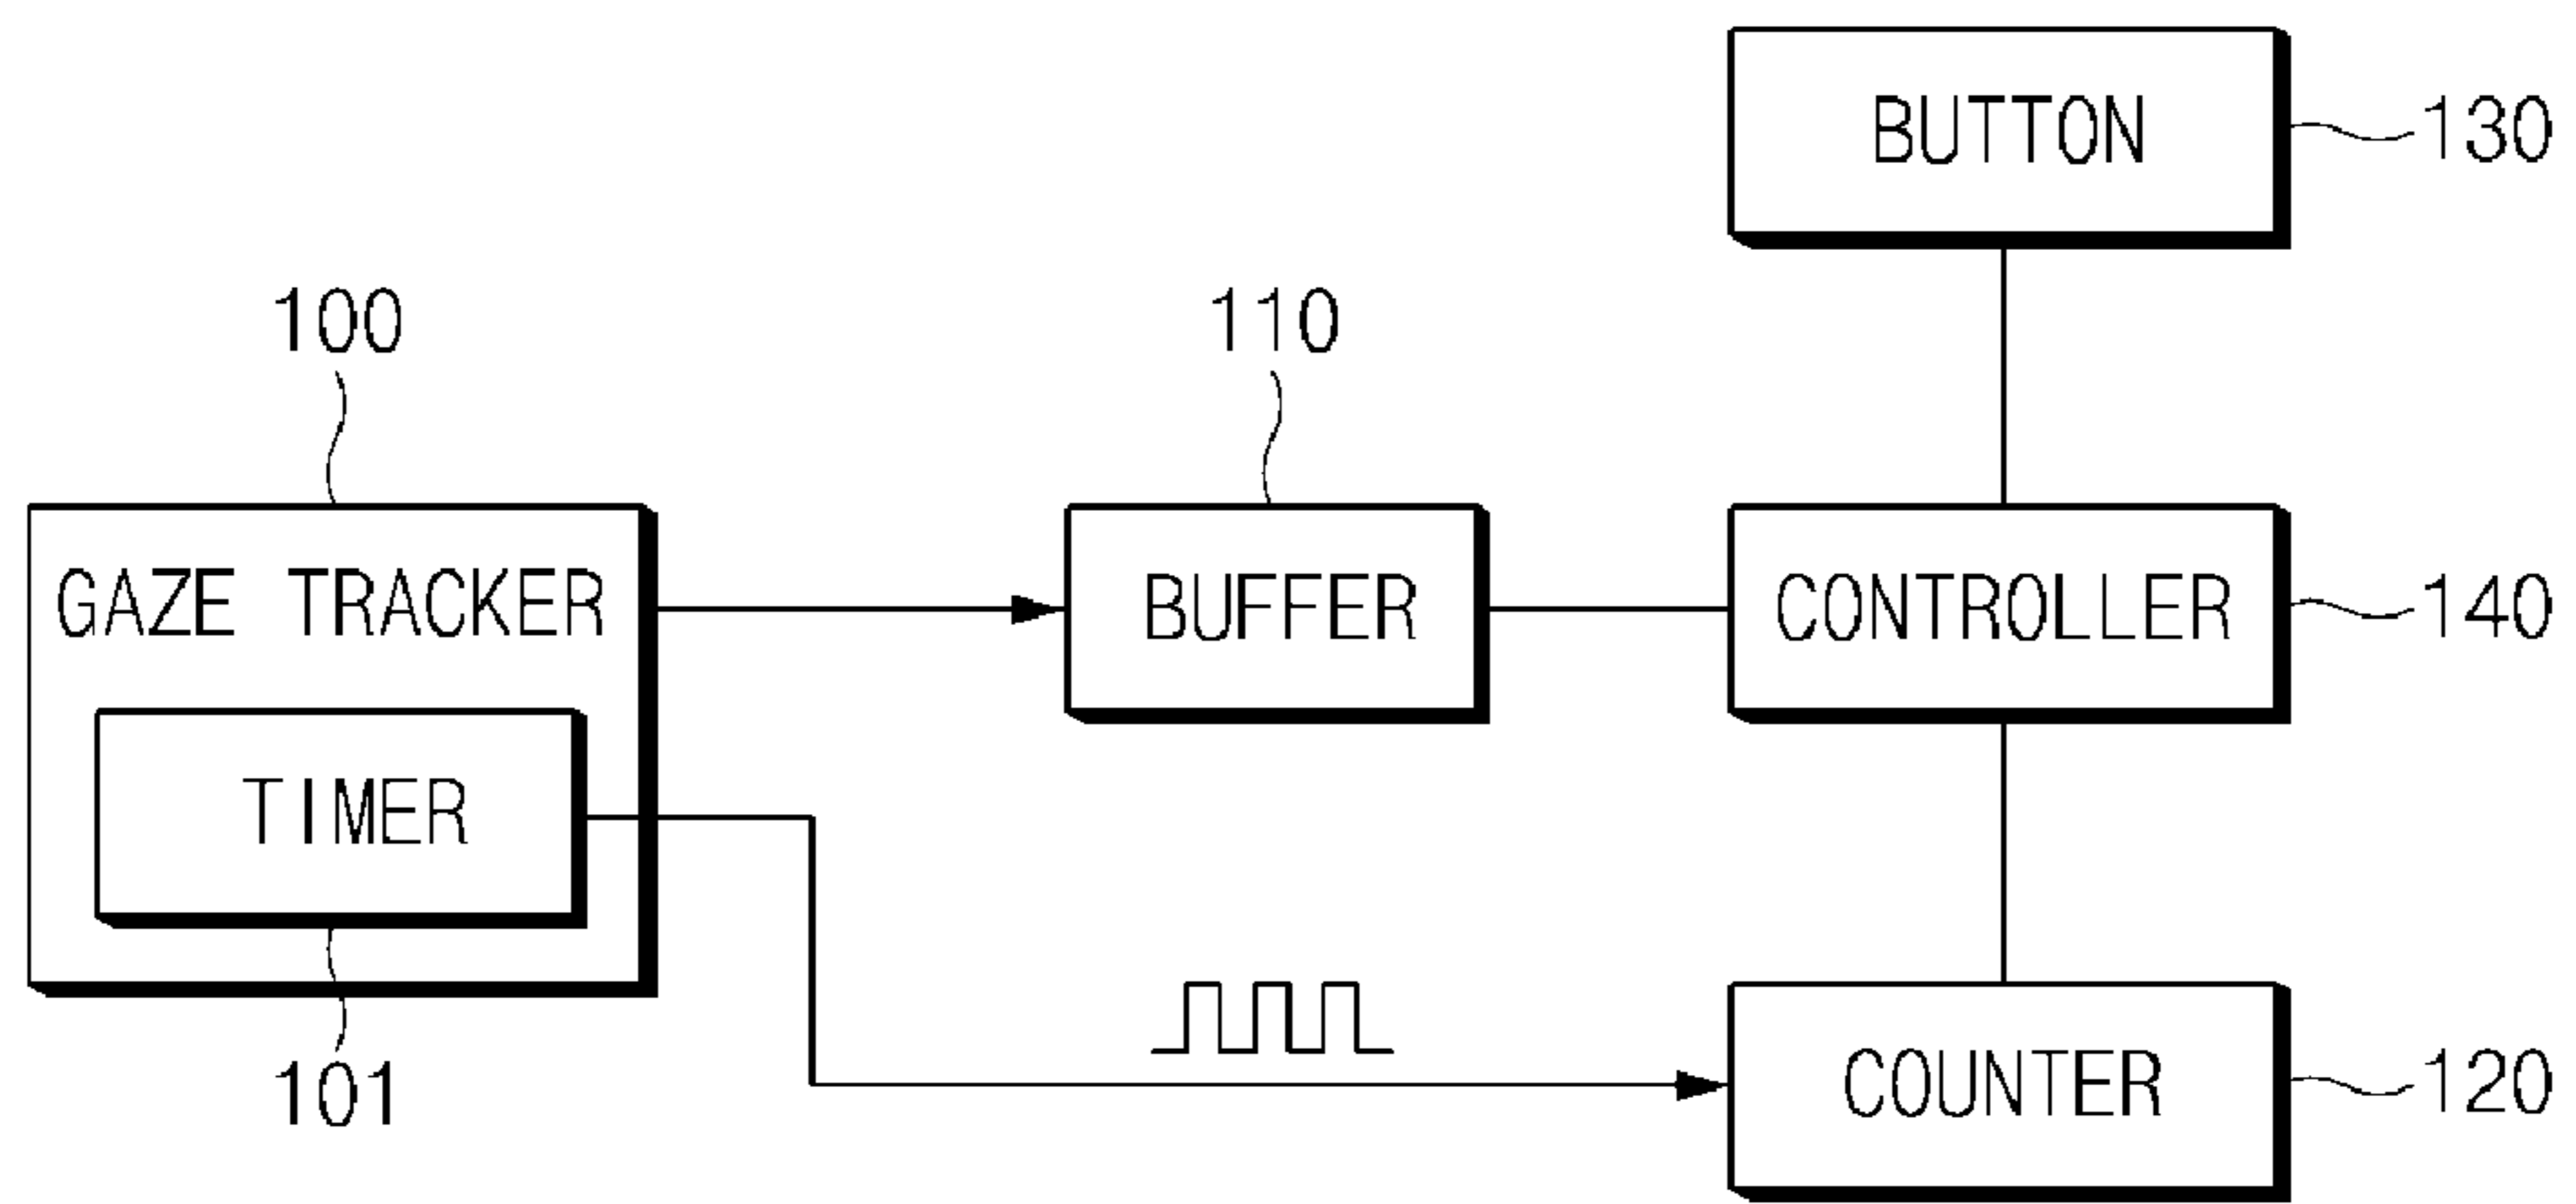 BUTTON
130
100
110
GAZE TRACKER
BUFFER
CONTROLLER
140
TIMER
101
COUNTER
120